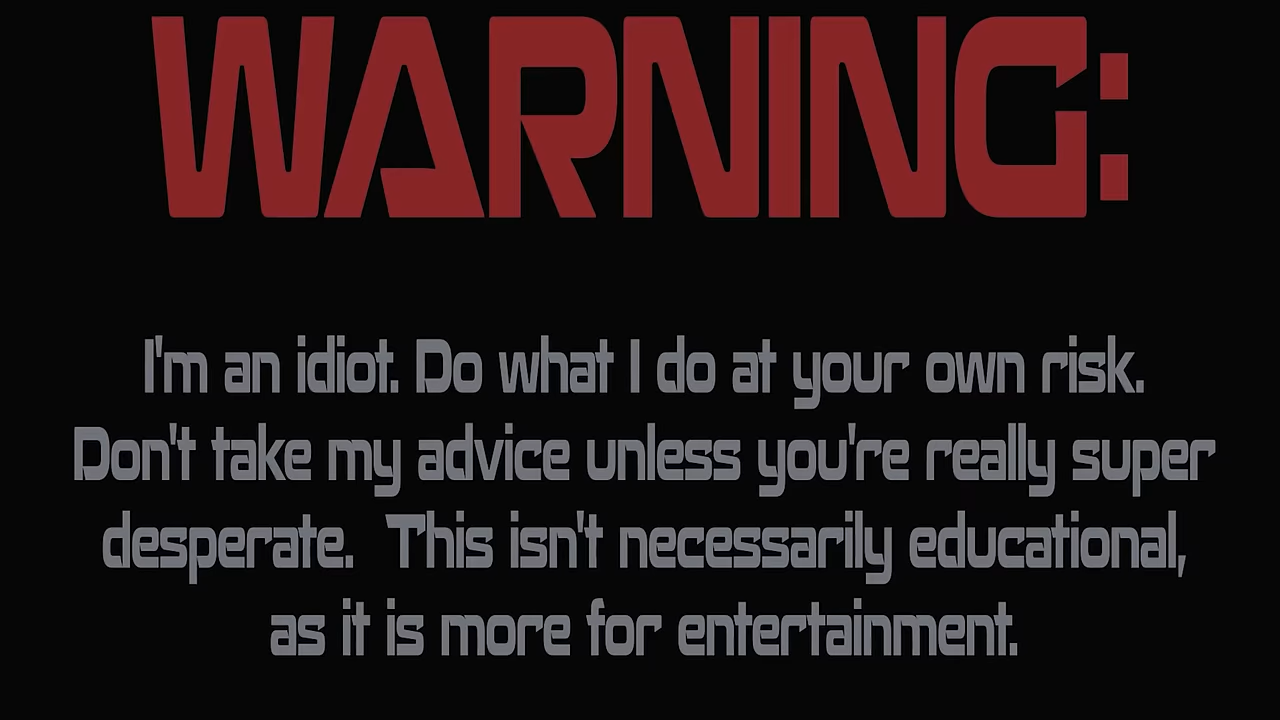 WARNING:
I'm an idiot. Do what I do at your own risk.
Don't take my advice unless you're really super
desperate.  This isn't necessarily educational,
as it is more for entertainment.